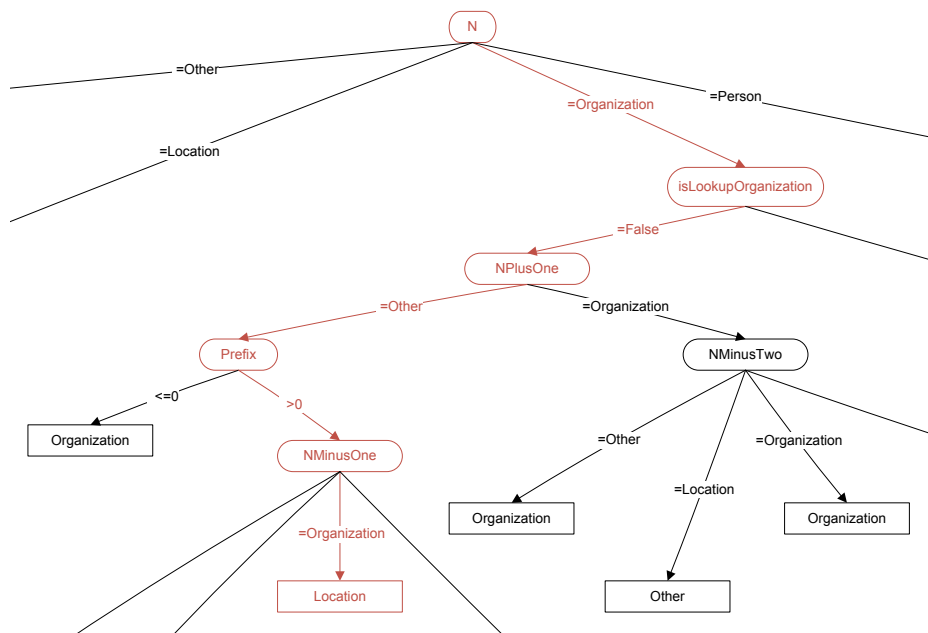 N
=Other
=Person
=Organization
=Location
isLookupOrganization
=False
NPlusOne
=Other
=Organization
Prefix
NMinusTwo
<=0
>0
Organization
=Other
=Organization
NMinusOne
=Location
Organization
Organization
=Organization
Location
Other